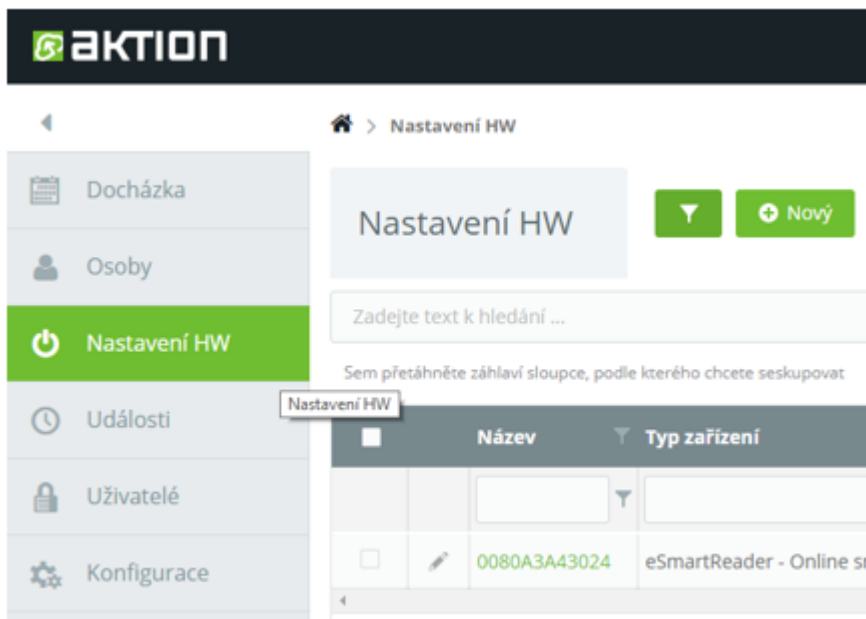 aktion
> Nastavení HW
Docházka
Osoby
Nastavení HW
Události
Uživatelé
Konfigurace
Nastavení HW
Nastavení HW
Nový
Zadejte text k hledání ...
Sem přetáhněte záhlaví sloupce, podle kterého chcete seskupovat
Název Typ zařízení
0080A3A43024 eSmartReader - Online